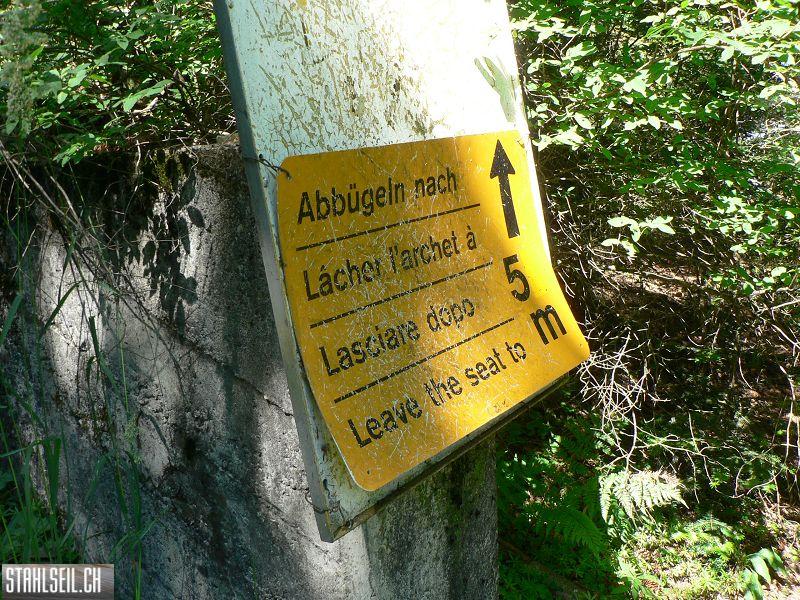 Abbügeln nach
Lâcher l'archet à
Lasciare dopo
Leave the seat to
5 m
STAHLSEIL.CH